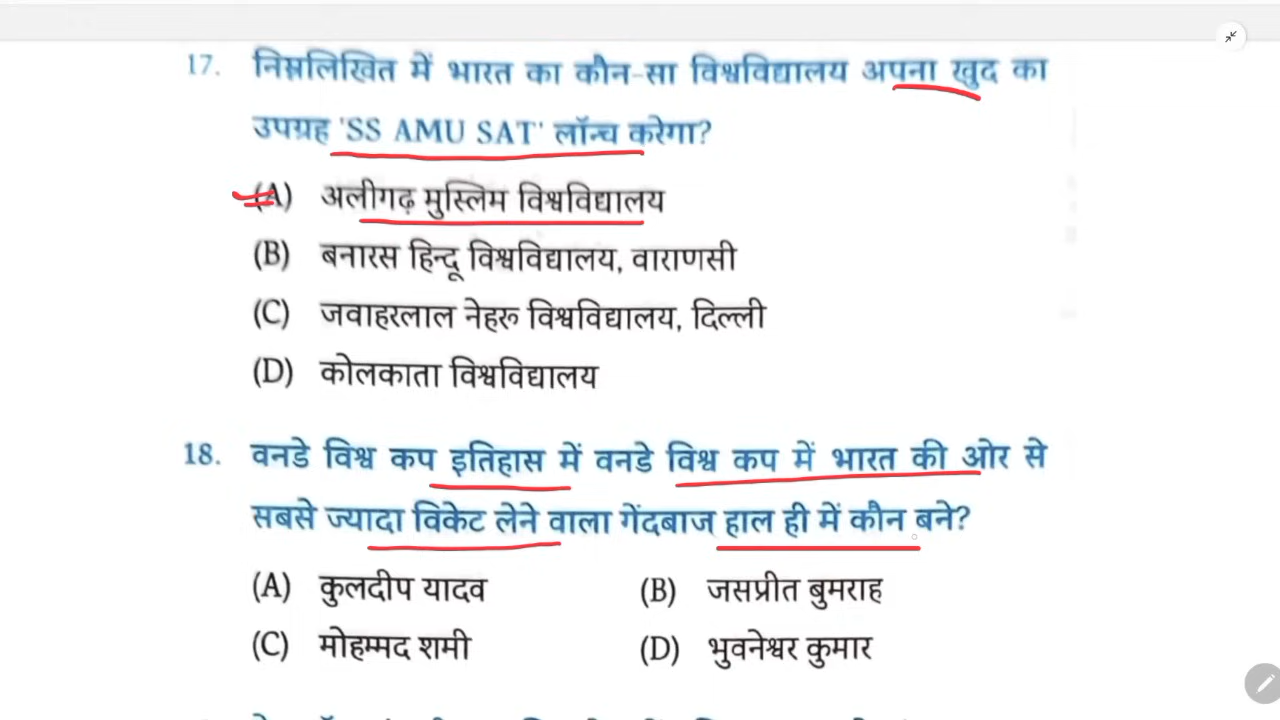 17. निम्नलिखित में भारत का कौन-सा विश्वविद्यालय अपना खुद का
उपग्रह 'SS AMU SAT' लॉन्च करेगा?
(A) अलीगढ़ मुस्लिम विश्वविद्यालय
(B) बनारस हिन्दू विश्वविद्यालय, वाराणसी
(C) जवाहरलाल नेहरू विश्वविद्यालय, दिल्ली
(D) कोलकाता विश्वविद्यालय
18. वनडे विश्व कप इतिहास में वनडे विश्व कप में भारत की ओर से
सबसे ज्यादा विकेट लेने वाला गेंदबाज हाल ही में कौन बने?
(A) कुलदीप यादव (B) जसप्रीत बुमराह
(C) मोहम्मद शमी (D) भुवनेश्वर कुमार